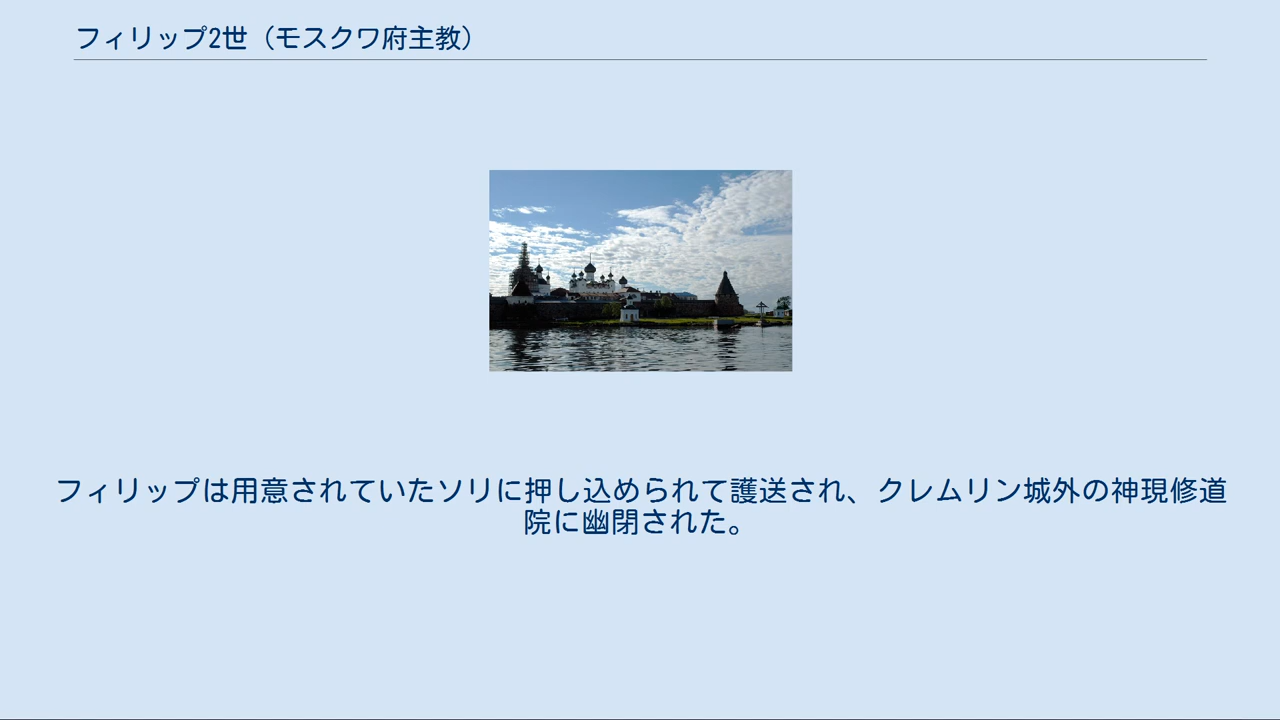 フィリップ2世（モスクワ府主教）
フィリップは用意されていたソリに押し込められて護送され、クレムリン城外の神現修道
院に幽閉された。